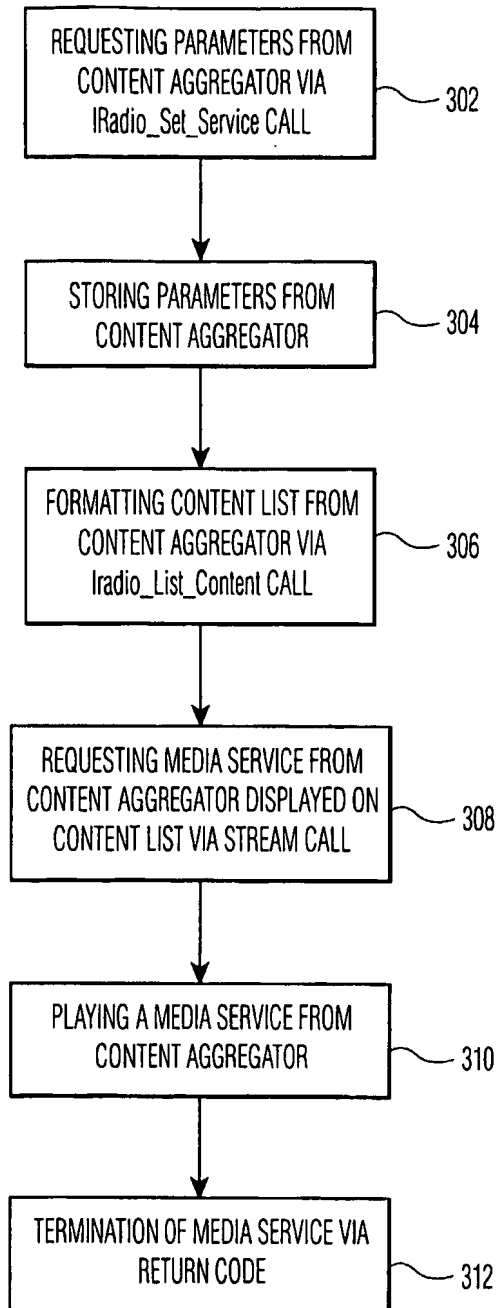 REQUESTING PARAMETERS FROM
CONTENT AGGREGATOR VIA
IRadio_Set_Service CALL
302
STORING PARAMETERS FROM
CONTENT AGGREGATOR
304
FORMATTING CONTENT LIST FROM
CONTENT AGGREGATOR VIA
Iradio_List_Content CALL
306
REQUESTING MEDIA SERVICE FROM
CONTENT AGGREGATOR DISPLAYED ON
CONTENT LIST VIA STREAM CALL
308
PLAYING A MEDIA SERVICE FROM
CONTENT AGGREGATOR
310
TERMINATION OF MEDIA SERVICE VIA
RETURN CODE
312